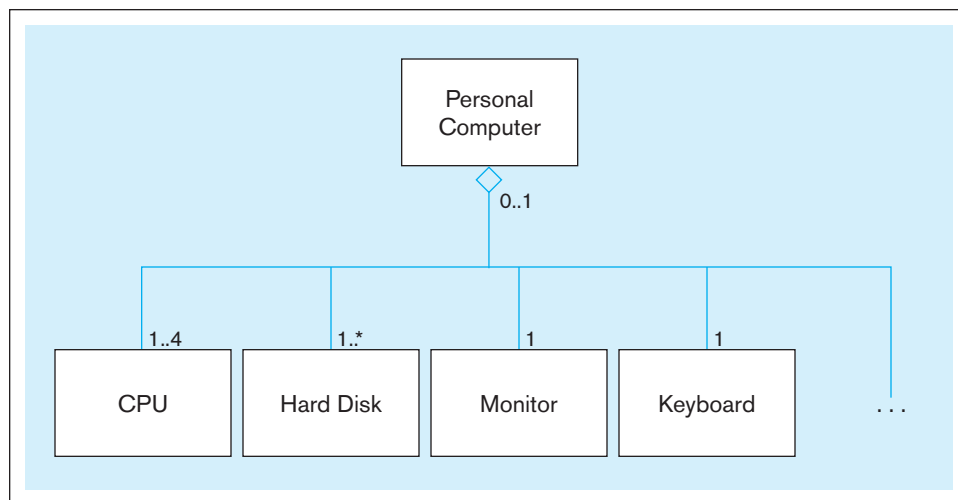 Personal
Computer
0..1
1..4
1..*
1
1
CPU
Hard Disk
Monitor
Keyboard
. . .